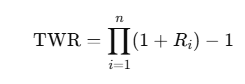 TWR = ∏_{i=1}^{n} (1 + R_i) − 1